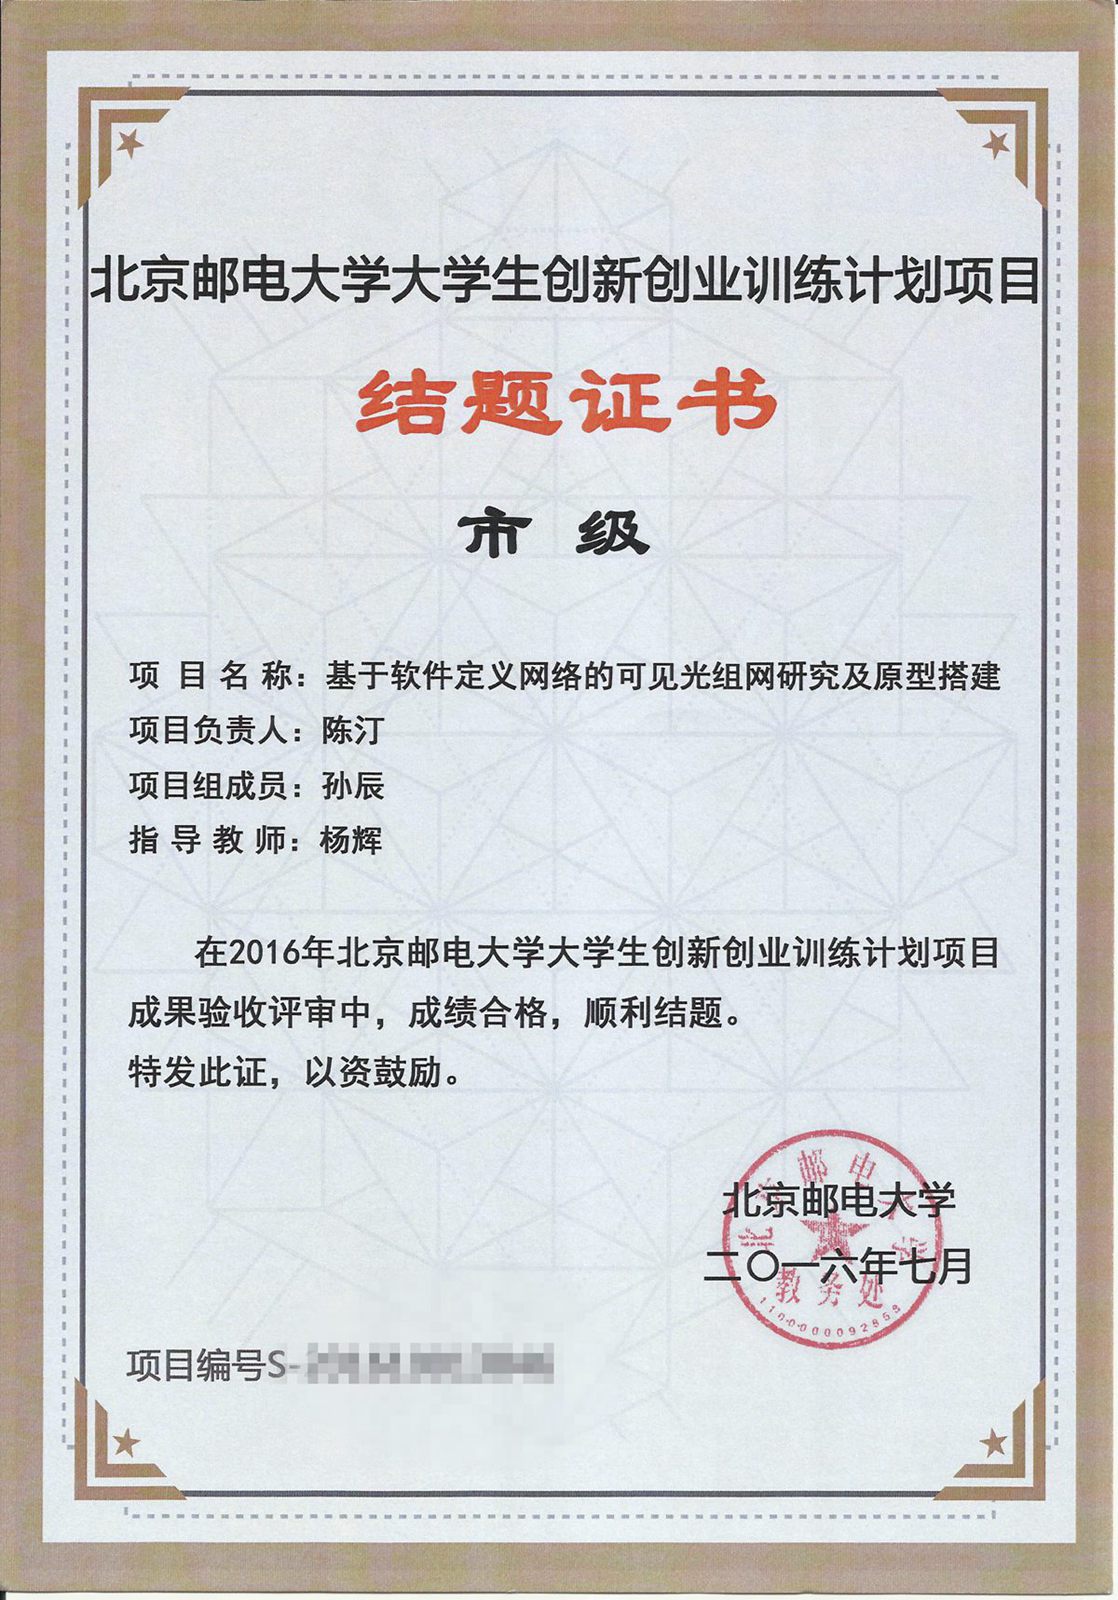 北京邮电大学大学生创新创业训练计划项目
结题证书
市 级
项 目 名 称：基于软件定义网络的可见光组网研究及原型搭建
项目负责人：陈汀
项目组成员：孙辰
指 导 教 师：杨辉
在2016年北京邮电大学大学生创新创业训练计划项目
成果验收评审中，成绩合格，顺利结题。
特发此证，以资鼓励。
北京邮电大学
二〇一六年七月
北京邮电大学
教务处
项目编号S-